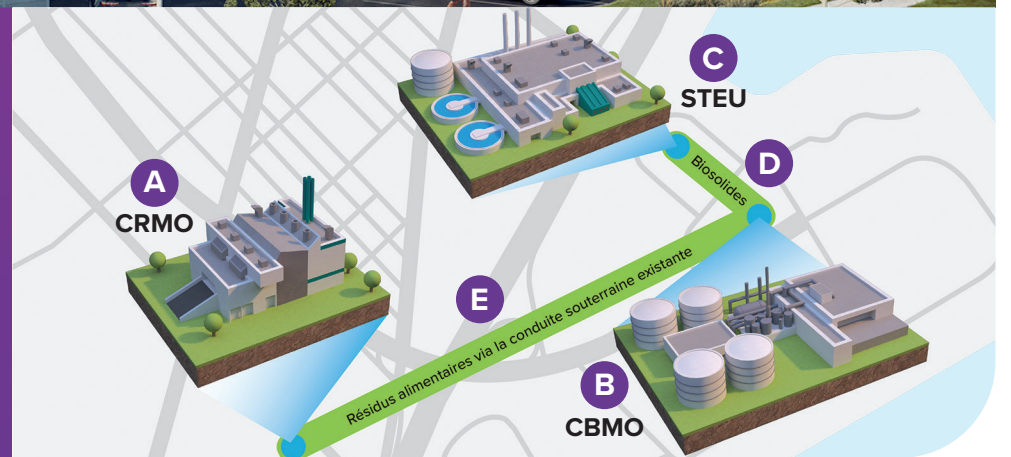 C
STEU
D
Biosolides
A
CRMO
E
Résidus alimentaires via la conduite souterraine existante
B
CBMO